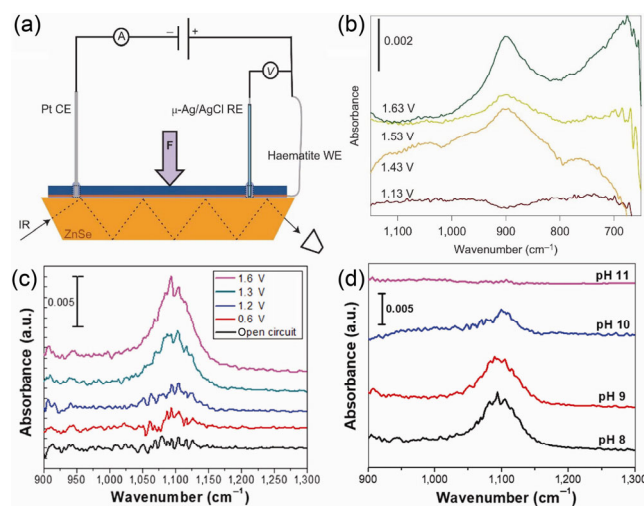 (a)
A
−
+
V
Pt CE
μ-Ag/AgCl RE
F
Haematite WE
IR
ZnSe
(b)
0.002
1.63 V
1.53 V
1.43 V
1.13 V
Absorbance
1,100 1,000 900 800 700
Wavenumber (cm⁻¹)
(c)
0.005
1.6 V
1.3 V
1.2 V
0.6 V
Open circuit
Absorbance (a.u.)
900 950 1,000 1,050 1,100 1,150 1,200 1,250 1,300
Wavenumber (cm⁻¹)
(d)
pH 11
0.005
pH 10
pH 9
pH 8
Absorbance (a.u.)
900 1,000 1,100 1,200 1,300
Wavenumber (cm⁻¹)